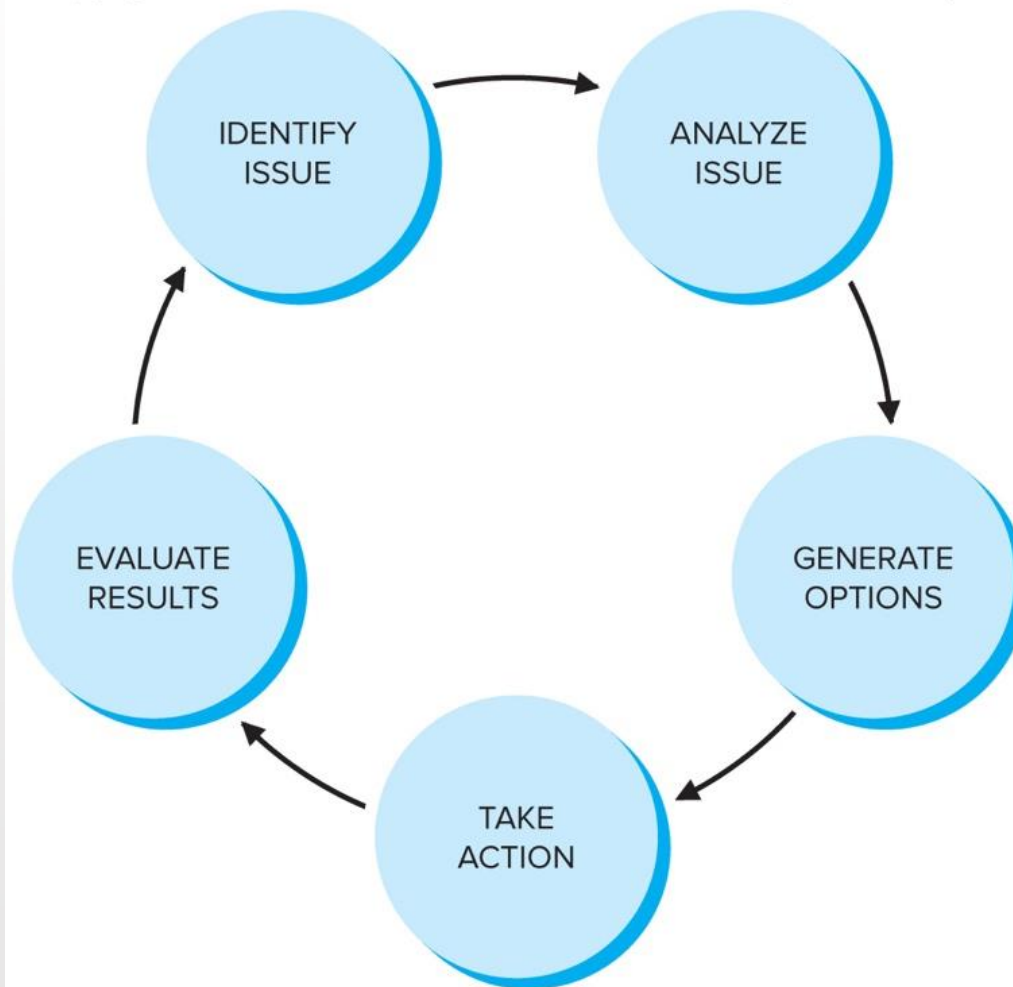 IDENTIFY
ISSUE
ANALYZE
ISSUE
GENERATE
OPTIONS
TAKE
ACTION
EVALUATE
RESULTS